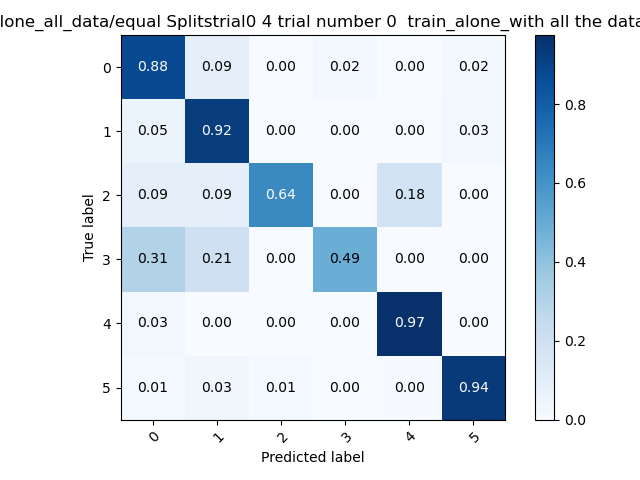 lone_all_data/equal Splitstrial0 4 trial number 0  train_alone_with all the data
0 0.88 0.09 0.00 0.02 0.00 0.02
1 0.05 0.92 0.00 0.00 0.00 0.03
2 0.09 0.09 0.64 0.00 0.18 0.00
3 0.31 0.21 0.00 0.49 0.00 0.00
4 0.03 0.00 0.00 0.00 0.97 0.00
5 0.01 0.03 0.01 0.00 0.00 0.94
0 1 2 3 4 5
Predicted label
True label
0.8
0.6
0.4
0.2
0.0